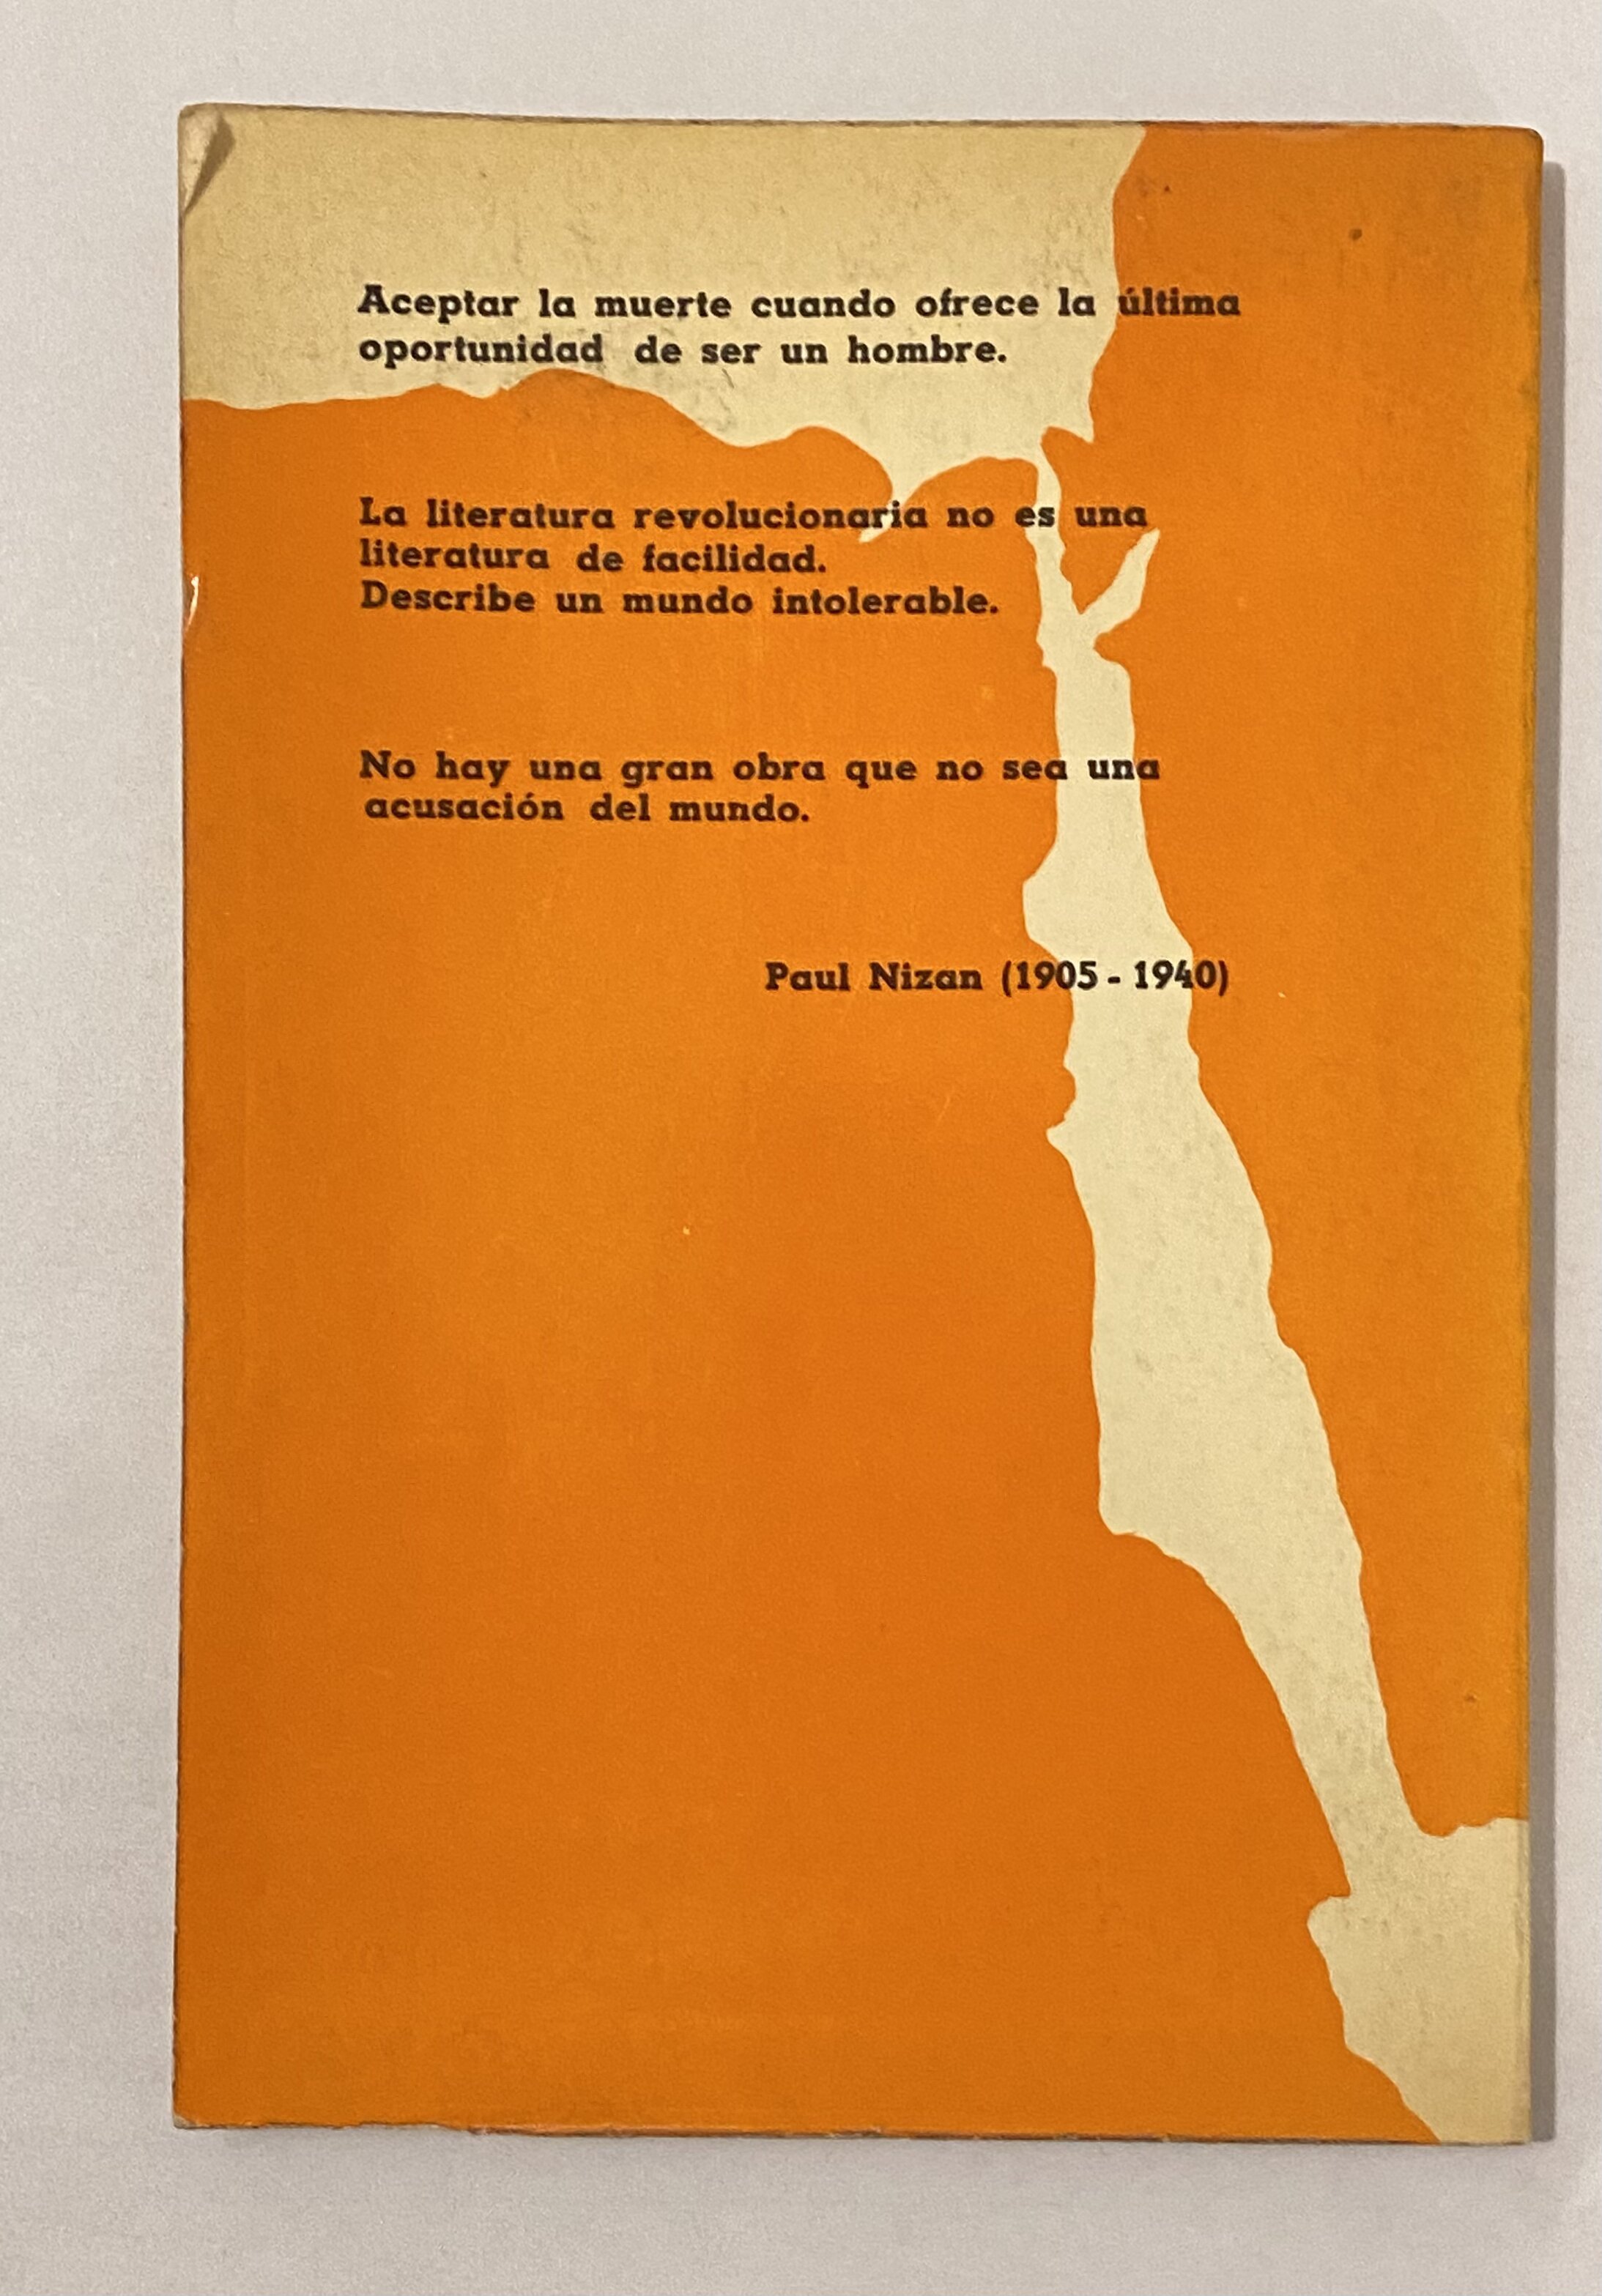 Aceptar la muerte cuando ofrece la última
oportunidad de ser un hombre.
La literatura revolucionaria no es una
literatura de facilidad.
Describe un mundo intolerable.
No hay una gran obra que no sea una
acusación del mundo.
Paul Nizan (1905 - 1940)